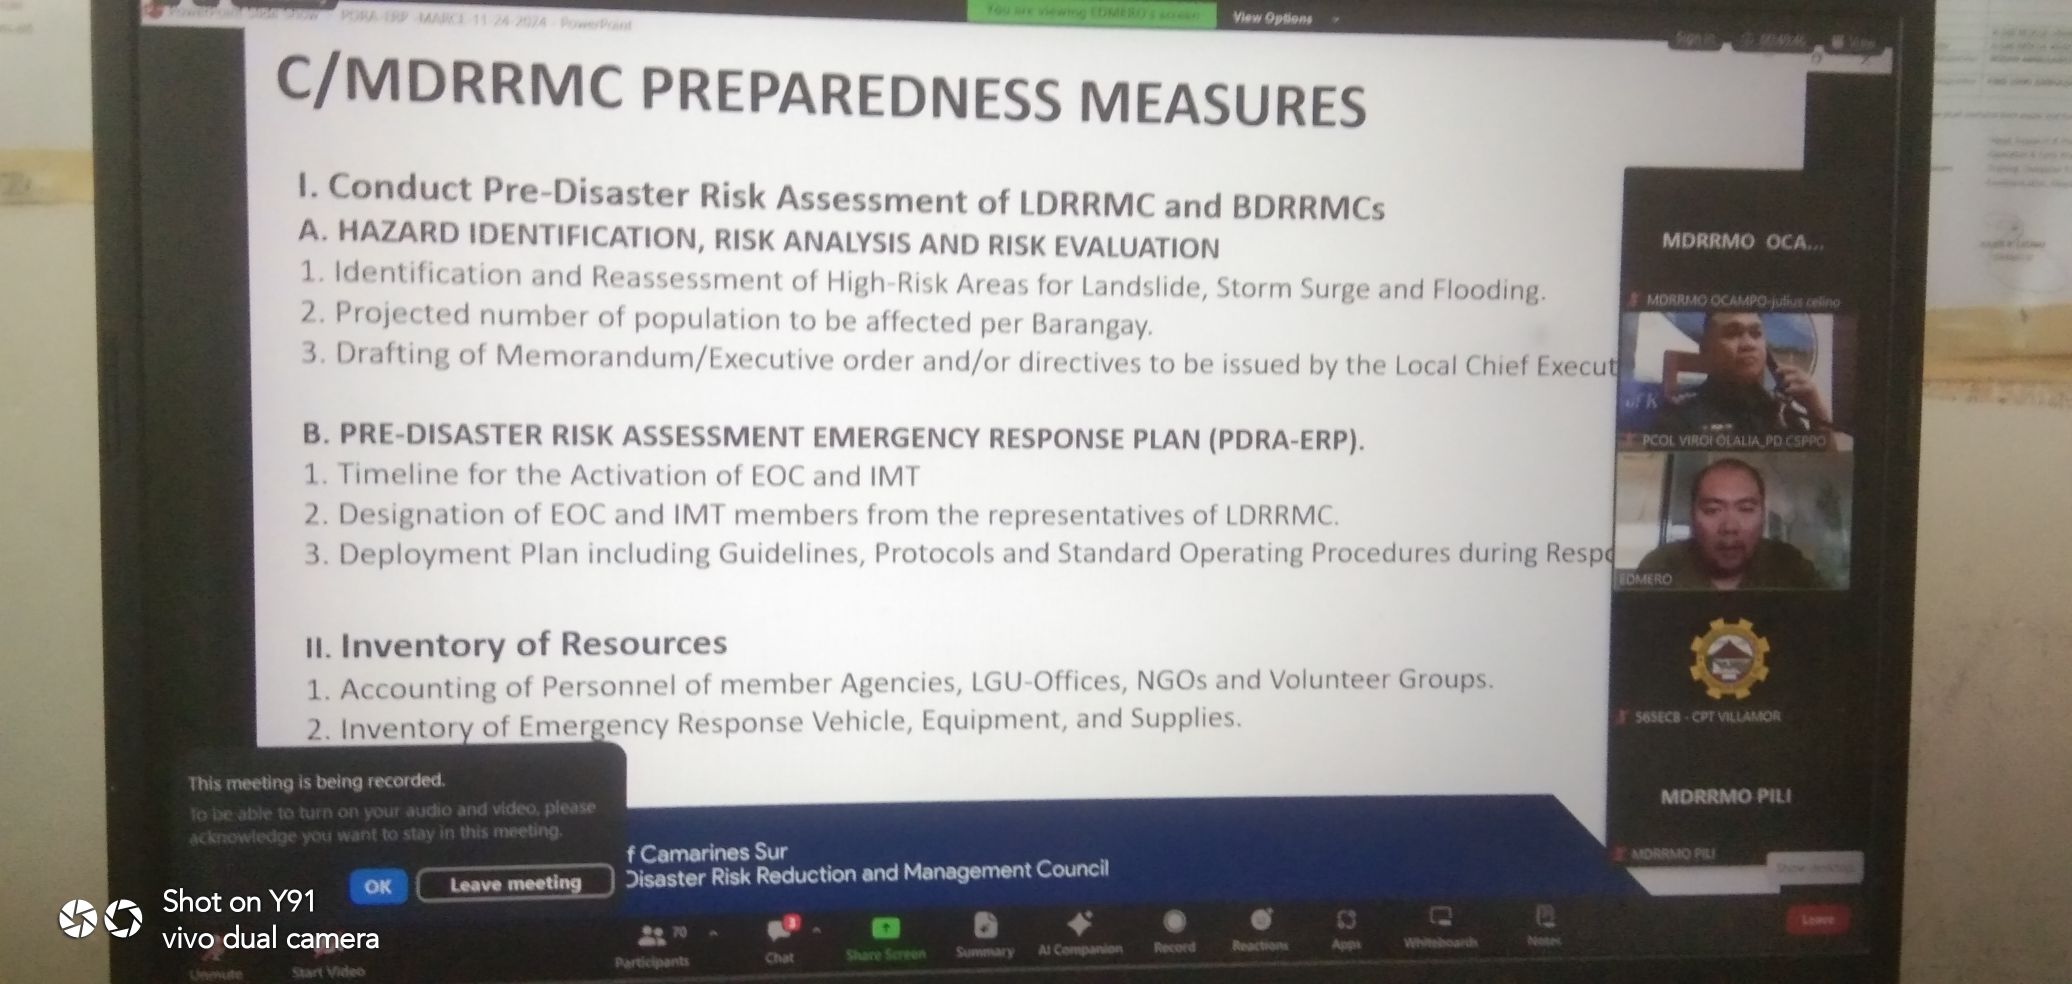 PowerPoint Slide Show - PDRA-ERP -MARCE-11-24-2024 - PowerPoint
You are viewing EDMERO's screen
View Options
Sign in
View
C/MDRRMC PREPAREDNESS MEASURES
I. Conduct Pre-Disaster Risk Assessment of LDRRMC and BDRRMCs
A. HAZARD IDENTIFICATION, RISK ANALYSIS AND RISK EVALUATION
1. Identification and Reassessment of High-Risk Areas for Landslide, Storm Surge and Flooding.
2. Projected number of population to be affected per Barangay.
3. Drafting of Memorandum/Executive order and/or directives to be issued by the Local Chief Execut
B. PRE-DISASTER RISK ASSESSMENT EMERGENCY RESPONSE PLAN (PDRA-ERP).
1. Timeline for the Activation of EOC and IMT
2. Designation of EOC and IMT members from the representatives of LDRRMC.
3. Deployment Plan including Guidelines, Protocols and Standard Operating Procedures during Respo
II. Inventory of Resources
1. Accounting of Personnel of member Agencies, LGU-Offices, NGOs and Volunteer Groups.
2. Inventory of Emergency Response Vehicle, Equipment, and Supplies.
f Camarines Sur
Disaster Risk Reduction and Management Council
MDRRMO OCA...
MDRRMO OCAMPO-julius celino
of K
PCOL VIROI OLALIA_PD.CSPPO
EDMERO
565ECB - CPT VILLAMOR
MDRRMO PILI
MDRRMO PILI
Show desktop
This meeting is being recorded.
To be able to turn on your audio and video, please
acknowledge you want to stay in this meeting.
OK
Leave meeting
Unmute
Start Video
70
Participants
3
Chat
Share Screen
Summary
AI Companion
Record
Reactions
Apps
Whiteboards
Notes
Leave
Shot on Y91
vivo dual camera